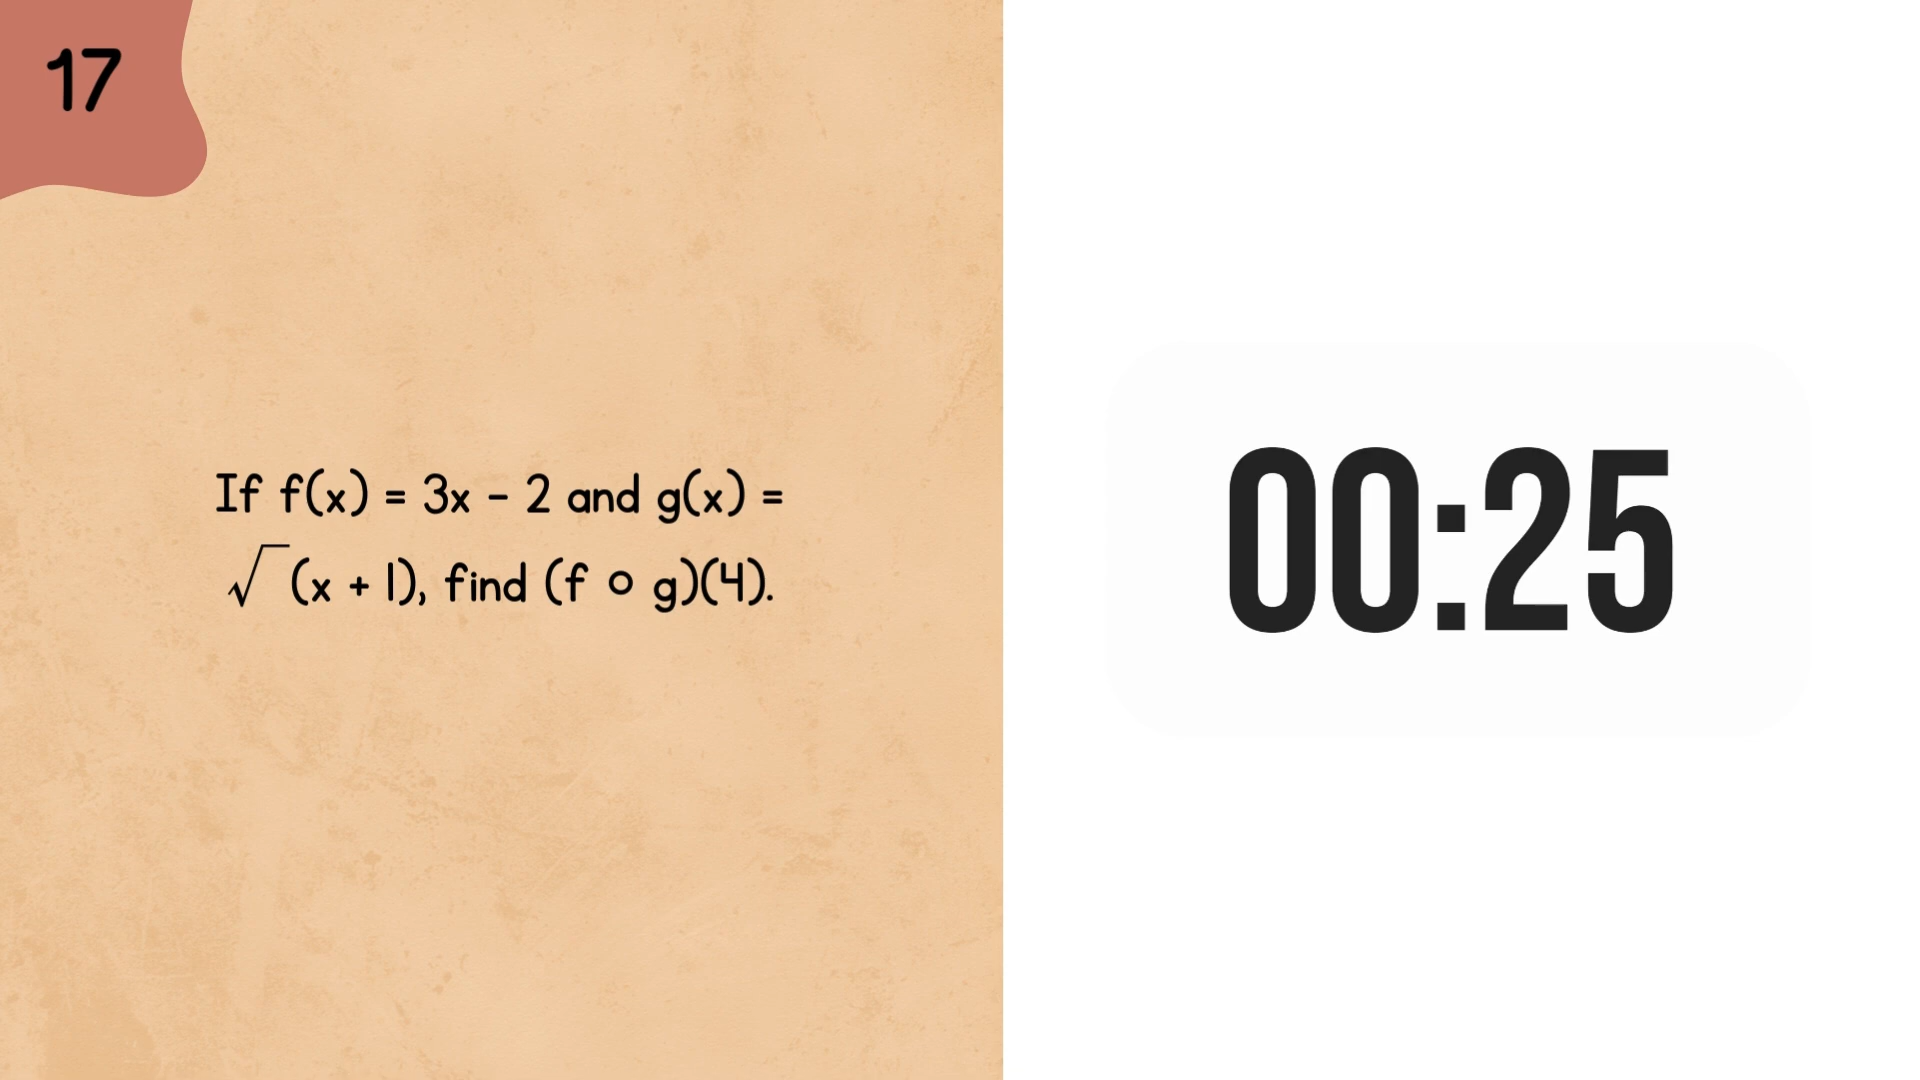 17
If f(x) = 3x - 2 and g(x) =
√(x + 1), find (f ∘ g)(4).
00:25